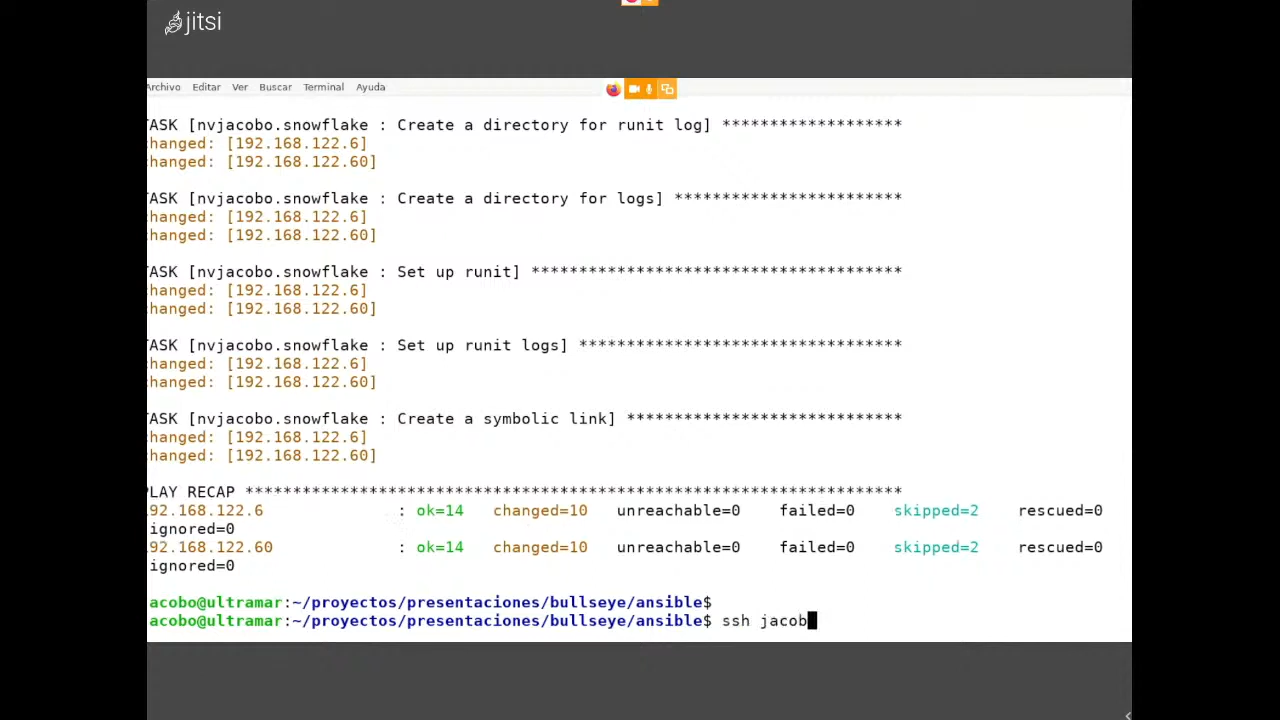 jitsi
Archivo Editar Ver Buscar Terminal Ayuda
TASK [nvjacobo.snowflake : Create a directory for runit log] *******************
hanged: [192.168.122.6]
hanged: [192.168.122.60]
TASK [nvjacobo.snowflake : Create a directory for logs] ************************
hanged: [192.168.122.6]
hanged: [192.168.122.60]
TASK [nvjacobo.snowflake : Set up runit] ***************************************
hanged: [192.168.122.6]
hanged: [192.168.122.60]
TASK [nvjacobo.snowflake : Set up runit logs] **********************************
hanged: [192.168.122.6]
hanged: [192.168.122.60]
TASK [nvjacobo.snowflake : Create a symbolic link] *****************************
hanged: [192.168.122.6]
hanged: [192.168.122.60]
PLAY RECAP *********************************************************************
92.168.122.6 : ok=14 changed=10 unreachable=0 failed=0 skipped=2 rescued=0
ignored=0
92.168.122.60 : ok=14 changed=10 unreachable=0 failed=0 skipped=2 rescued=0
ignored=0
acobo@ultramar:~/proyectos/presentaciones/bullseye/ansible$
acobo@ultramar:~/proyectos/presentaciones/bullseye/ansible$ ssh jacob